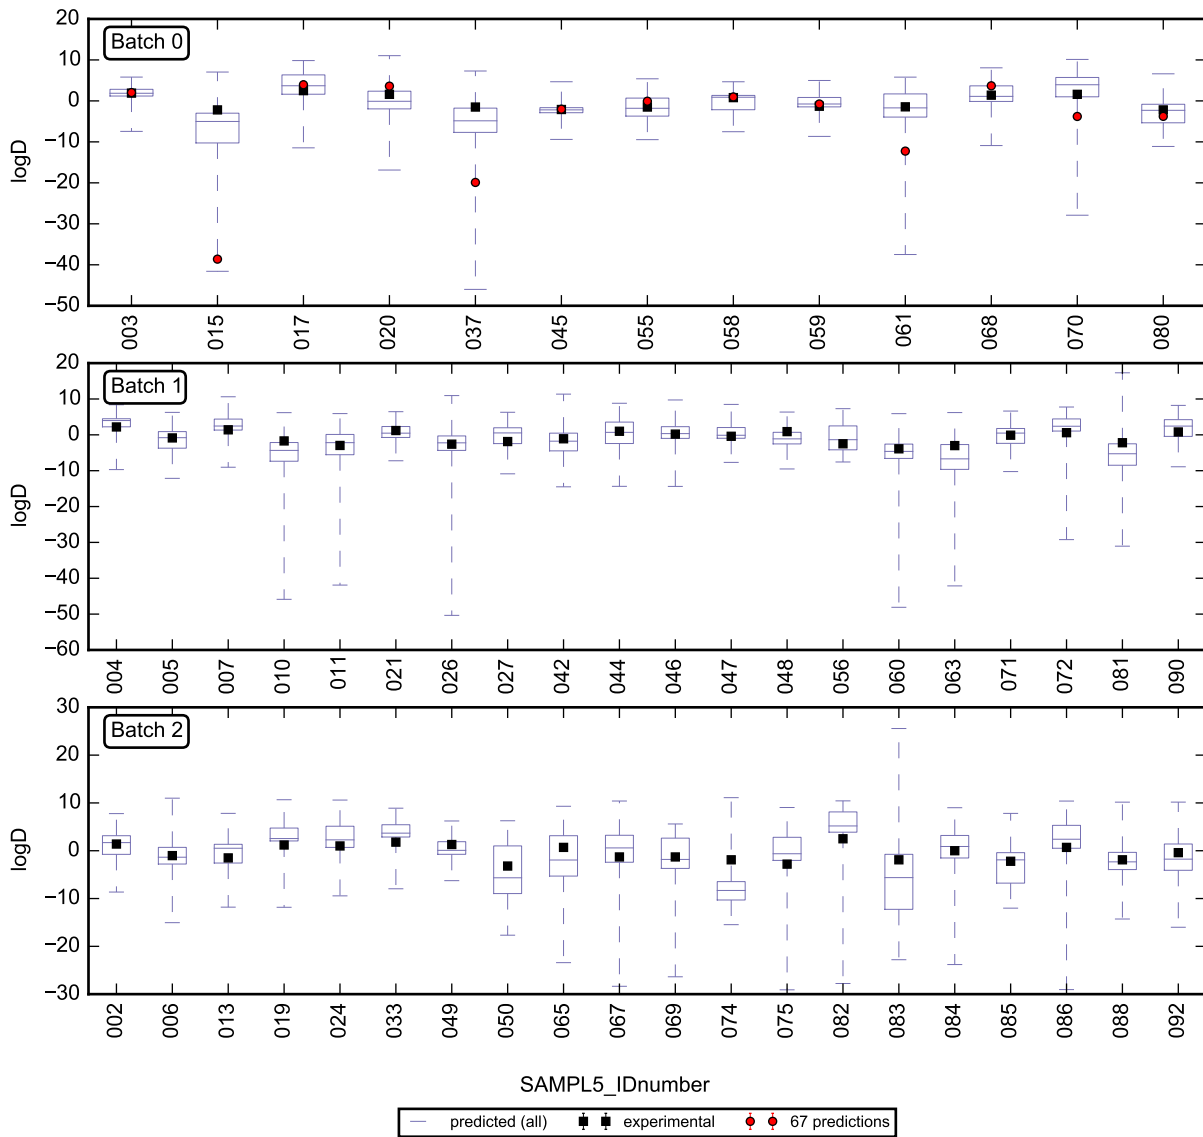 20
Batch 0
10
0
−10
−20
−30
−40
−50
logD
003 015 017 020 037 045 055 058 059 061 068 070 080
20
Batch 1
10
0
−10
−20
−30
−40
−50
−60
logD
004 005 007 010 011 021 026 027 042 044 046 047 048 056 060 063 071 072 081 090
30
Batch 2
20
10
0
−10
−20
−30
logD
002 006 013 019 024 033 049 050 065 067 069 074 075 082 083 084 085 086 088 092
SAMPL5_IDnumber
predicted (all) experimental 67 predictions